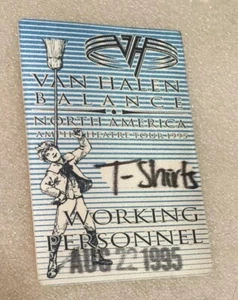 VH
VAN HALEN
BALANCE
NORTH AMERICA
AMPHITHEATRE TOUR 1995
T-Shirts
WORKING
PERSONNEL
AUG 22 1995